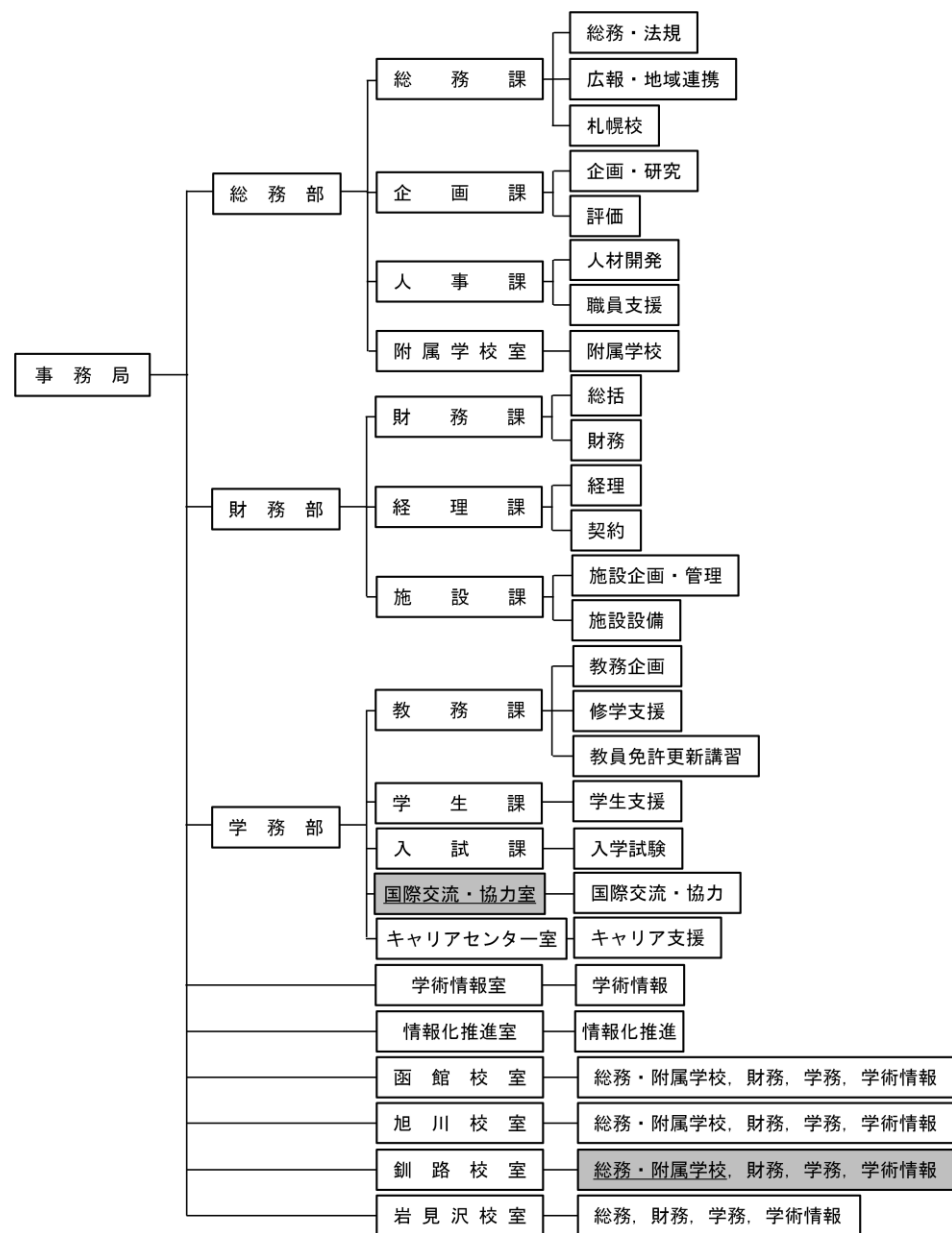 事務局
総務部
総務課
総務・法規
広報・地域連携
札幌校
企画課
企画・研究
評価
人事課
人材開発
職員支援
附属学校室
附属学校
財務部
財務課
総括
財務
経理課
経理
契約
施設課
施設企画・管理
施設設備
学務部
教務課
教務企画
修学支援
教員免許更新講習
学生課
学生支援
入試課
入学試験
国際交流・協力室
国際交流・協力
キャリアセンター室
キャリア支援
学術情報室
学術情報
情報化推進室
情報化推進
函館校室
総務・附属学校, 財務, 学務, 学術情報
旭川校室
総務・附属学校, 財務, 学務, 学術情報
釧路校室
総務・附属学校, 財務, 学務, 学術情報
岩見沢校室
総務, 財務, 学務, 学術情報